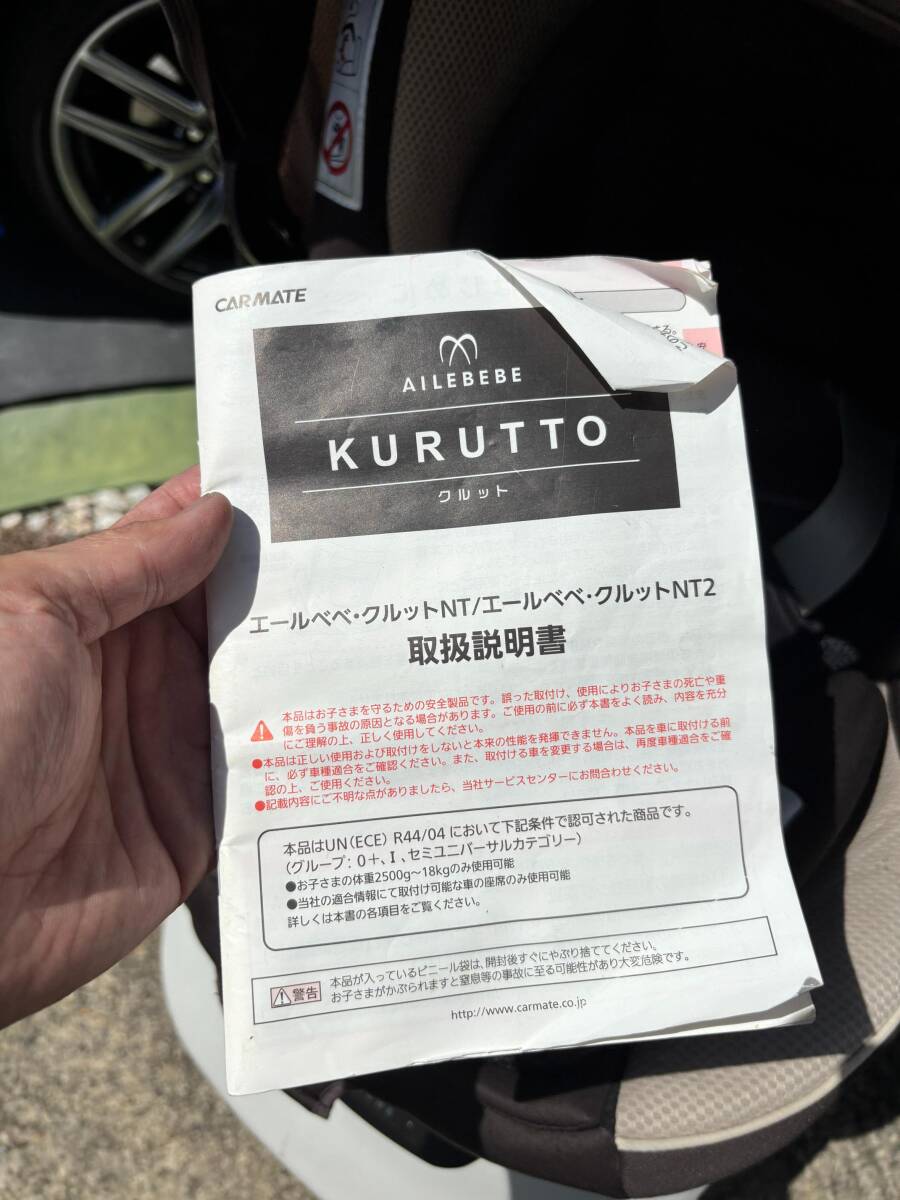 CARMATE
AILEBEBE
KURUTTO
クルット
エールベベ・クルットNT/エールベベ・クルットNT2
取扱説明書
本品はお子さまを守るための安全製品です。誤った取付け、使用によりお子さまの死亡や重
傷を負う事故の原因となる場合があります。ご使用の前に必ず本書をよく読み、内容を充分
にご理解の上、正しく使用してください。
●本品は正しい使用および取付けをしないと本来の性能を発揮できません。本品を車に取付ける前
に、必ず車種適合をご確認ください。また、取付ける車を変更する場合は、再度車種適合をご確
認の上、ご使用ください。
●記載内容にご不明な点がありましたら、当社サービスセンターにお問合わせください。
本品はUN(ECE) R44/04 において下記条件で認可された商品です。
(グループ: 0+、I、セミユニバーサルカテゴリー)
●お子さまの体重2500g~18kgのみ使用可能
●当社の適合情報にて取付け可能な車の座席のみ使用可能
詳しくは本書の各項目をご覧ください。
警告
本品が入っているビニール袋は、開封後すぐにやぶり捨ててください。
お子さまがかぶられますと窒息等の事故に至る可能性があり大変危険です。
http://www.carmate.co.jp